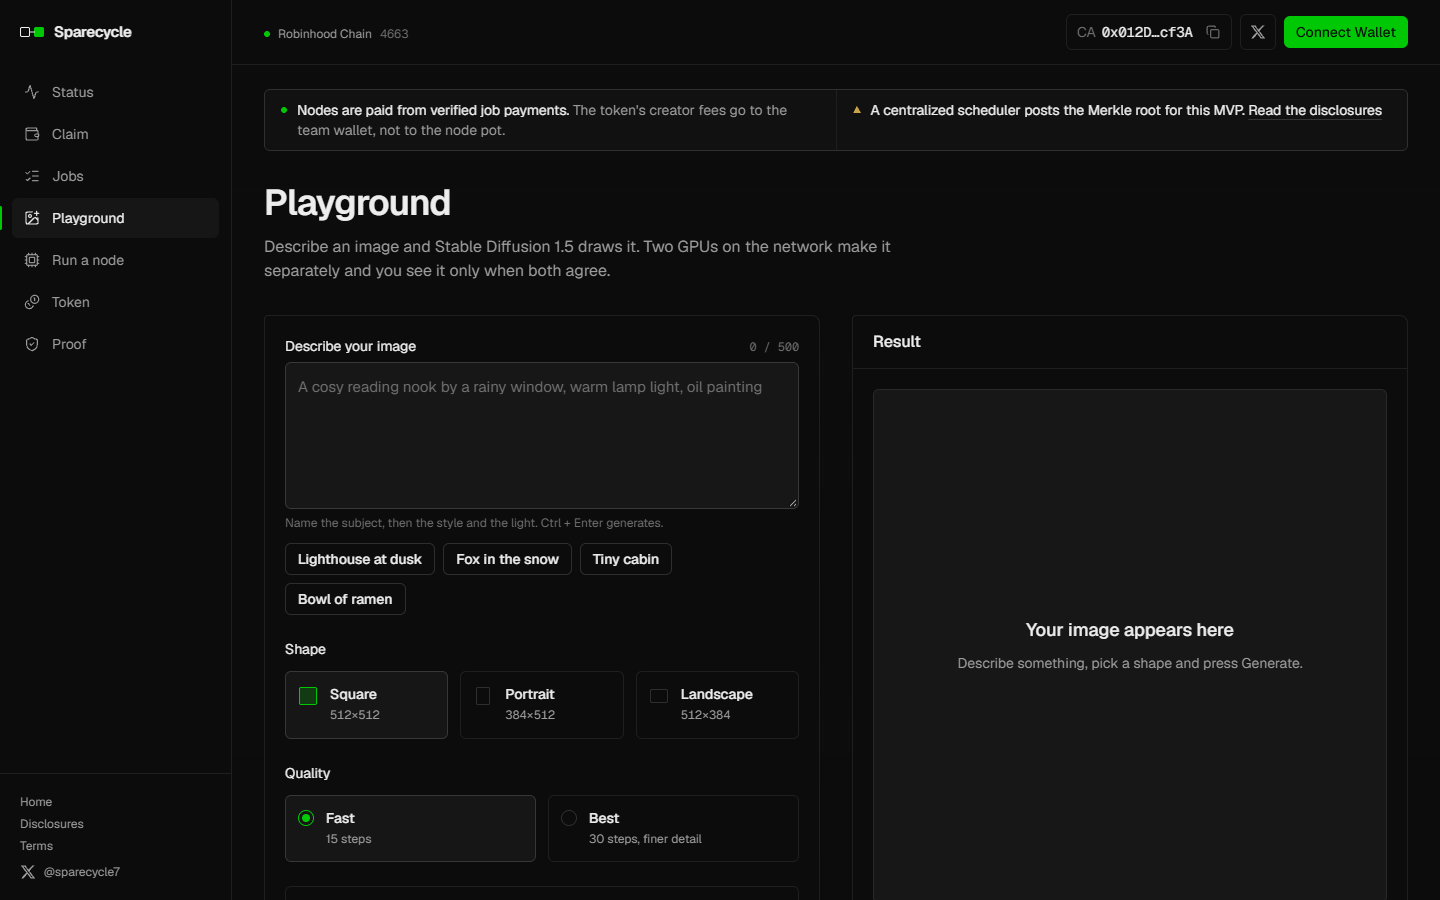 Sparecycle
Robinhood Chain 4663
CA 0x012D…cf3A
Connect Wallet
Status
Claim
Jobs
Playground
Run a node
Token
Proof
Nodes are paid from verified job payments. The token's creator fees go to the
team wallet, not to the node pot.
A centralized scheduler posts the Merkle root for this MVP. Read the disclosures
Playground
Describe an image and Stable Diffusion 1.5 draws it. Two GPUs on the network make it
separately and you see it only when both agree.
Describe your image
0 / 500
A cosy reading nook by a rainy window, warm lamp light, oil painting
Name the subject, then the style and the light. Ctrl + Enter generates.
Lighthouse at dusk
Fox in the snow
Tiny cabin
Bowl of ramen
Shape
Square
512×512
Portrait
384×512
Landscape
512×384
Quality
Fast
15 steps
Best
30 steps, finer detail
Result
Your image appears here
Describe something, pick a shape and press Generate.
Home
Disclosures
Terms
@sparecycle7